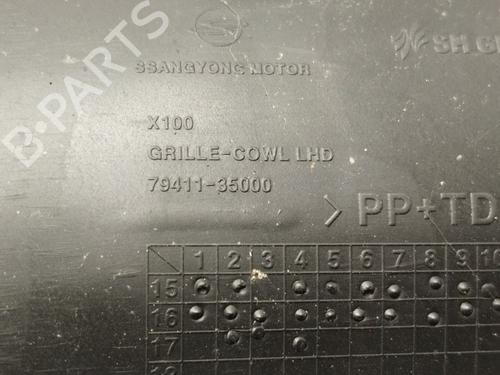 SSANGYONG MOTOR
X100
GRILLE-COWL LHD
79411-35000
> PP+TD
1 2 3 4 5 6 7 8 9 10
15
16
17
B-PARTS